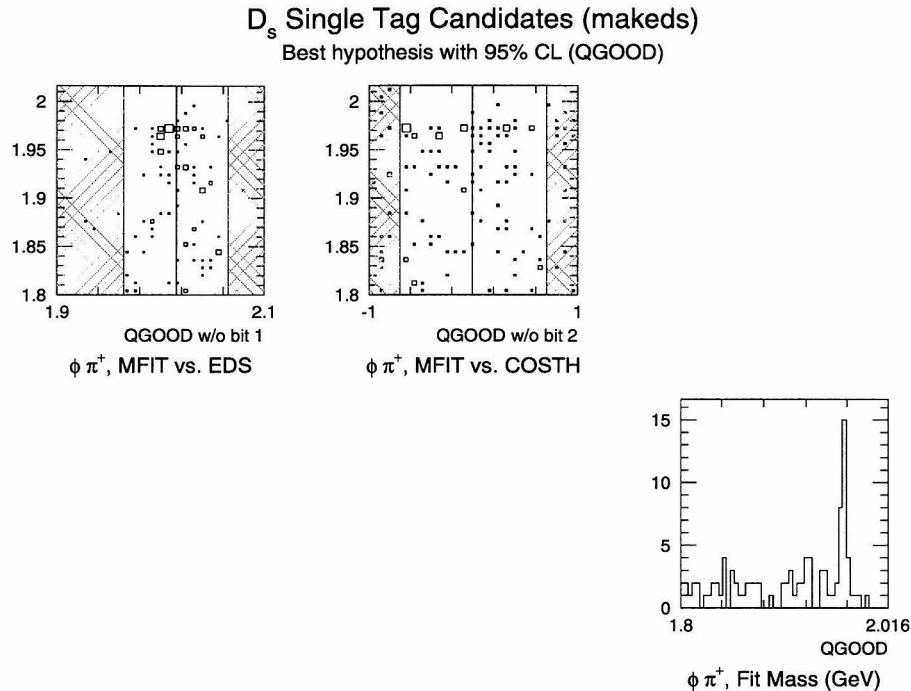 D_s Single Tag Candidates (makeds)
Best hypothesis with 95% CL (QGOOD)
2
1.95
1.9
1.85
1.8
1.9 2.1
QGOOD w/o bit 1
ϕ π⁺, MFIT vs. EDS
2
1.95
1.9
1.85
1.8
-1 1
QGOOD w/o bit 2
ϕ π⁺, MFIT vs. COSTH
15
10
5
0
1.8 2.016
QGOOD
ϕ π⁺, Fit Mass (GeV)